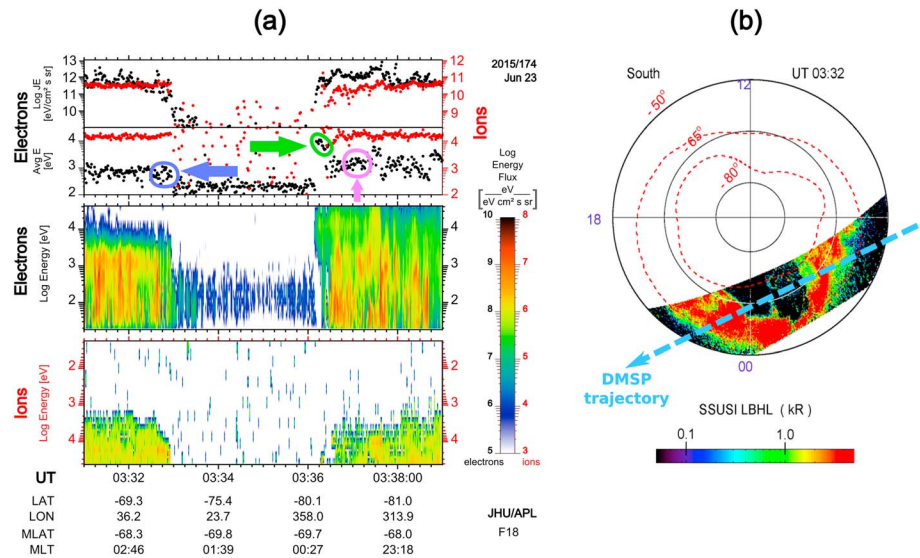 (a)
(b)
2015/174
Jun 23
Electrons
Log JE
[eV/cm² s sr]
13
12
11
10
11
10
9
Ions
Avg E
[eV]
4
3
2
4
3
2
Log
Energy
Flux
eV
eV cm² s sr
electrons
10
9
8
7
6
5
ions
8
7
6
5
4
3
Electrons
Log Energy [eV]
4
3
2
4
3
2
Ions
Log Energy [eV]
2
3
4
2
3
4
UT 03:32 03:34 03:36 03:38:00
LAT -69.3 -75.4 -80.1 -81.0
LON 36.2 23.7 358.0 313.9
MLAT -68.3 -69.8 -69.7 -68.0
MLT 02:46 01:39 00:27 23:18
JHU/APL
F18
South
UT 03:32
12
-50°
-65°
-80°
18
00
DMSP
trajectory
SSUSI LBHL ( kR )
0.1 1.0